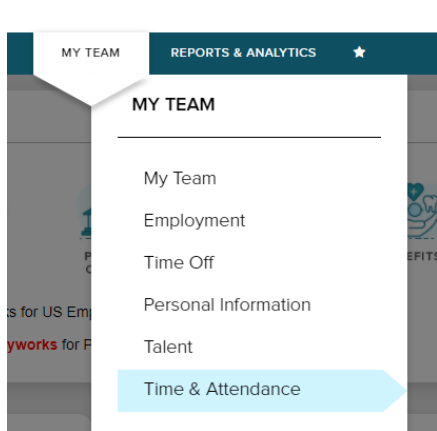 MY TEAM REPORTS & ANALYTICS
MY TEAM
My Team
Employment
Time Off
EFITS
Personal Information
for US Emp
yworks for P
Talent
Time & Attendance